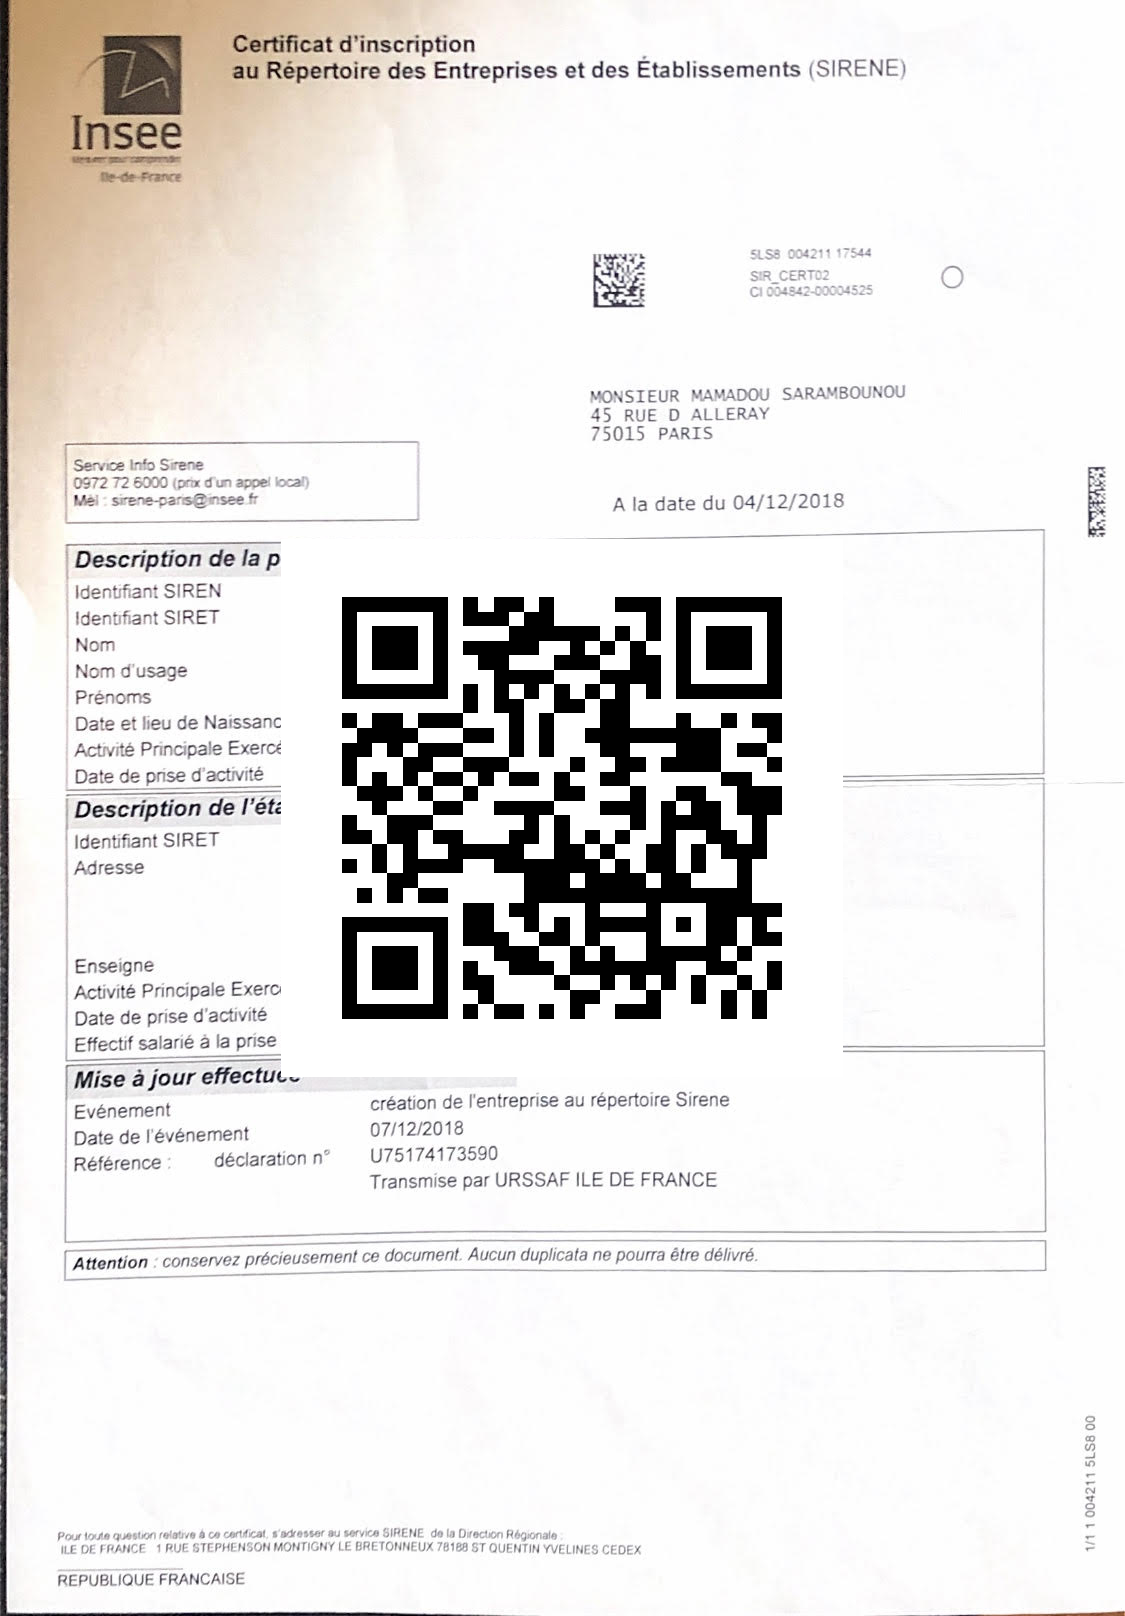 Certificat d'inscription
au Répertoire des Entreprises et des Établissements (SIRENE)
Insee
Mesurer pour comprendre
Ile-de-France
5LS8 004211 17544
SIR_CERT02
CI 004842-00004525
MONSIEUR MAMADOU SARAMBOUNOU
45 RUE D ALLERAY
75015 PARIS
Service Info Sirene
0972 72 6000 (prix d'un appel local)
Mèl : sirene-paris@insee.fr
A la date du 04/12/2018
Description de la p
Identifiant SIREN
Identifiant SIRET
Nom
Nom d'usage
Prénoms
Date et lieu de Naissanc
Activité Principale Exercé
Date de prise d'activité
Description de l'éta
Identifiant SIRET
Adresse
Enseigne
Activité Principale Exerc
Date de prise d'activité
Effectif salarié à la prise
Mise à jour effectué
Evénement création de l'entreprise au répertoire Sirene
Date de l'événement 07/12/2018
Référence : déclaration n° U75174173590
Transmise par URSSAF ILE DE FRANCE
Attention : conservez précieusement ce document. Aucun duplicata ne pourra être délivré.
1/1 1 004211 5LS8 00
Pour toute question relative à ce certificat, s'adresser au service SIRENE de la Direction Régionale :
ILE DE FRANCE 1 RUE STEPHENSON MONTIGNY LE BRETONNEUX 78188 ST QUENTIN YVELINES CEDEX
REPUBLIQUE FRANCAISE